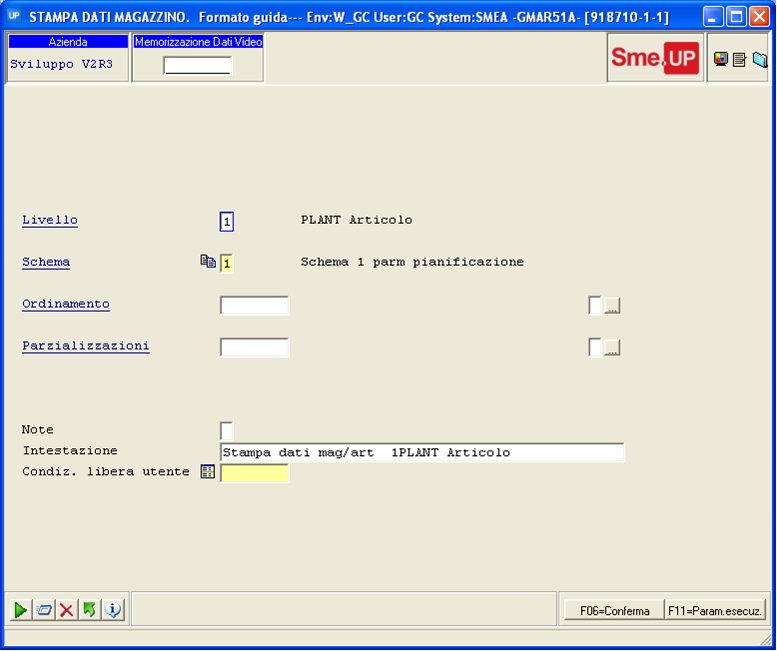 UP STAMPA DATI MAGAZZINO. Formato guida--- Env:W_GC User:GC System:SMEA -GMAR51A- [918710-1-1]
Azienda Memorizzazione Dati Video
Sviluppo V2R3
Sme.UP
Livello 1 PLANT Articolo
Schema 1 Schema 1 parm pianificazione
Ordinamento ...
Parzializzazioni ...
Note
Intestazione Stampa dati mag/art 1PLANT Articolo
Condiz. libera utente
F06=Conferma F11=Param.esecuz.